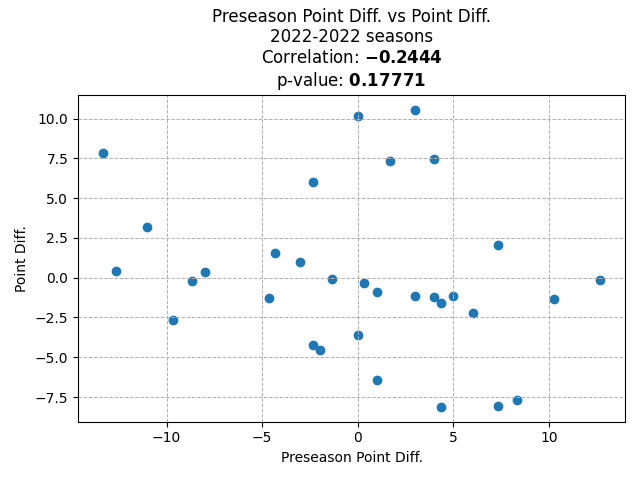 Preseason Point Diff. vs Point Diff.
2022-2022 seasons
Correlation: −0.2444
p-value: 0.17771
10.0
7.5
5.0
2.5
0.0
−2.5
−5.0
−7.5
Point Diff.
−10
−5
0
5
10
Preseason Point Diff.